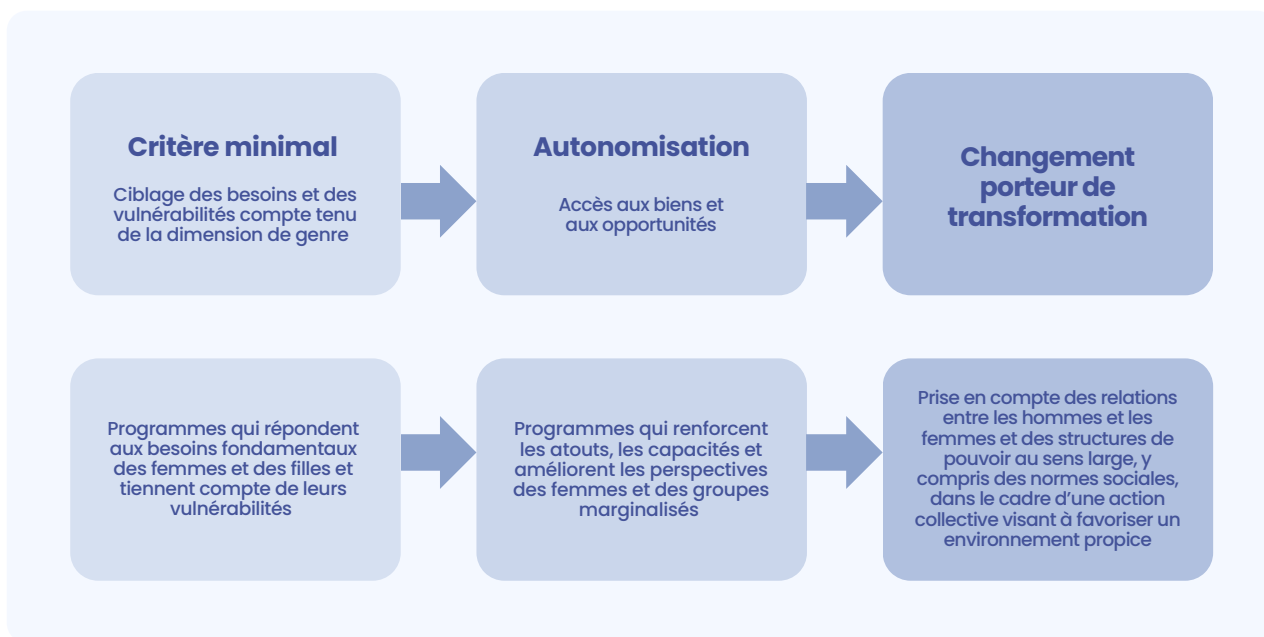 Critère minimal
Ciblage des besoins et des
vulnérabilités compte tenu
de la dimension de genre
Autonomisation
Accès aux biens et
aux opportunités
Changement
porteur de
transformation
Programmes qui répondent
aux besoins fondamentaux
des femmes et des filles et
tiennent compte de leurs
vulnérabilités
Programmes qui renforcent
les atouts, les capacités et
améliorent les perspectives
des femmes et des groupes
marginalisés
Prise en compte des relations
entre les hommes et les
femmes et des structures de
pouvoir au sens large, y
compris des normes sociales,
dans le cadre d’une action
collective visant à favoriser un
environnement propice